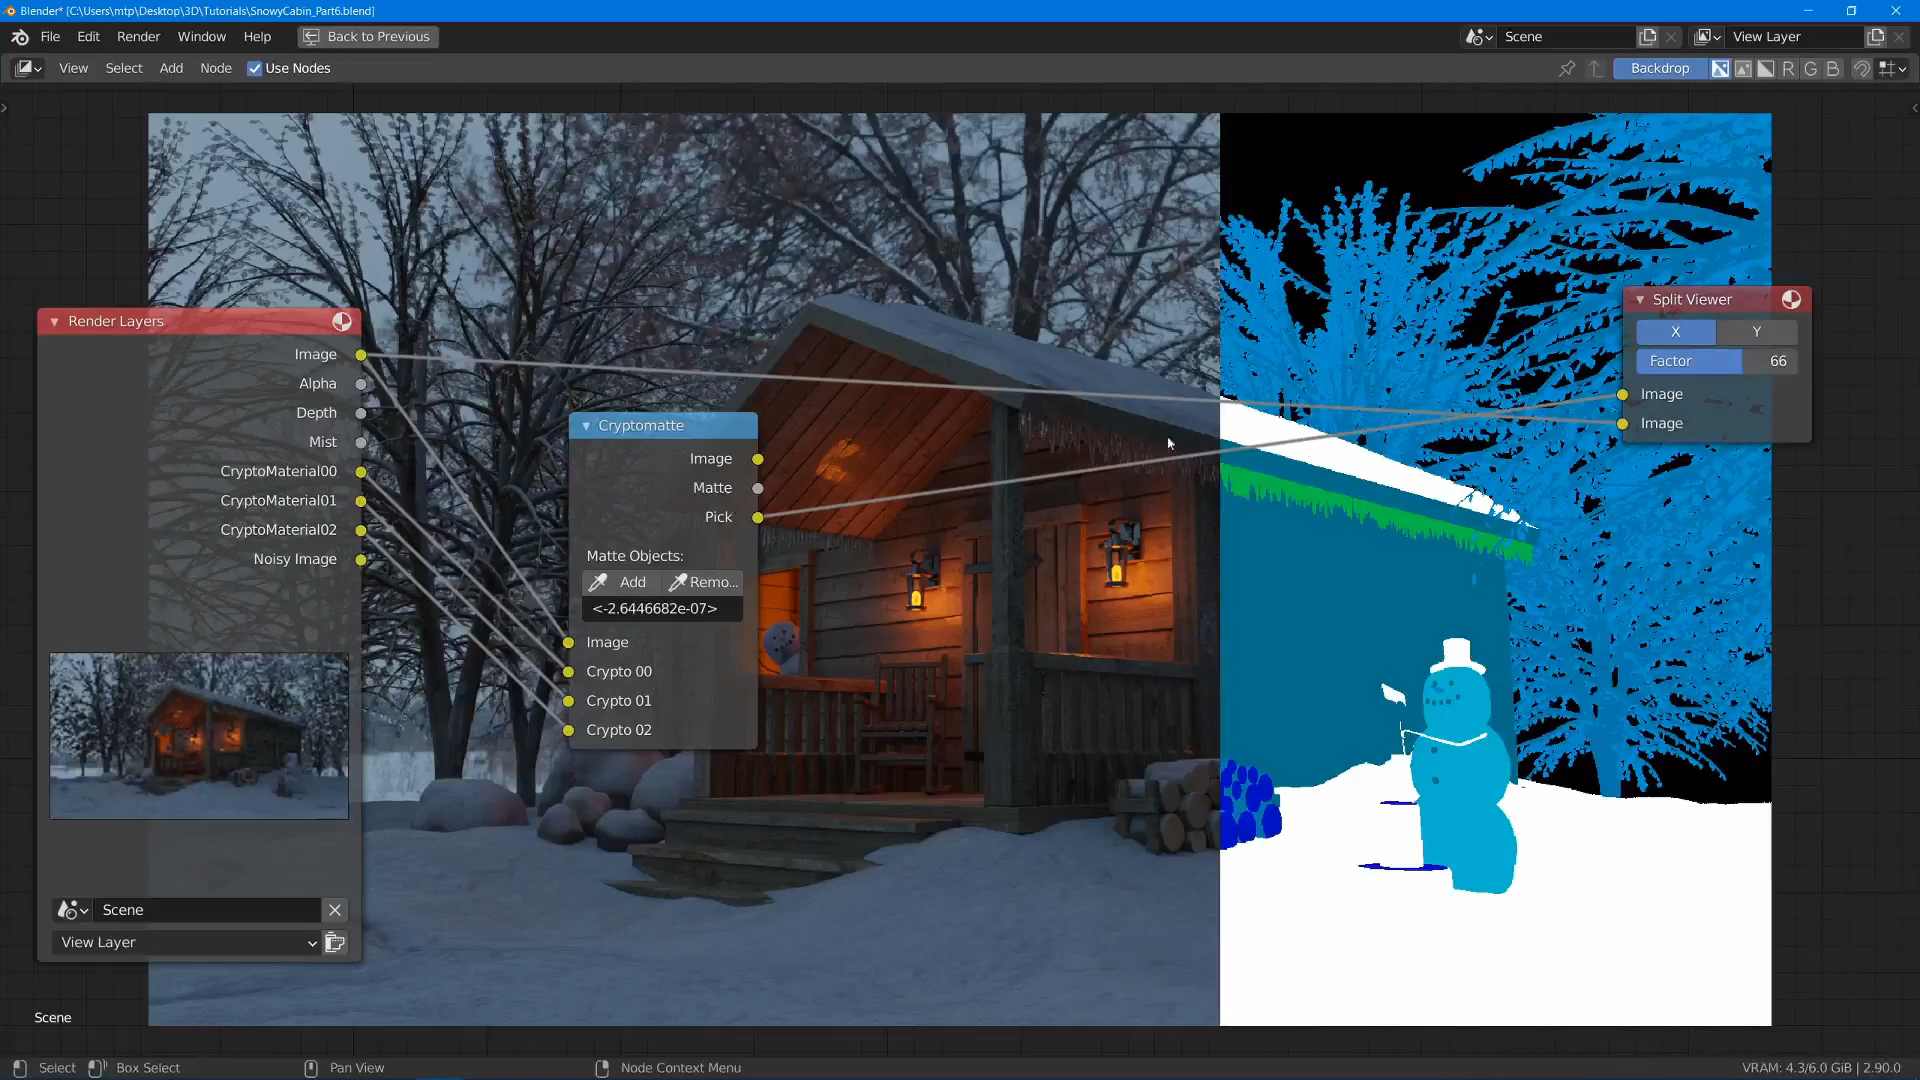 Blender* [C:\Users\mtp\Desktop\3D\Tutorials\SnowyCabin_Part6.blend]
File Edit Render Window Help Back to Previous Scene View Layer
View Select Add Node Use Nodes Backdrop R G B
Render Layers
Image
Alpha
Depth
Mist
CryptoMaterial00
CryptoMaterial01
CryptoMaterial02
Noisy Image
Scene
View Layer
Cryptomatte
Image
Matte
Pick
Matte Objects:
Add Remo...
<-2.6446682e-07>
Image
Crypto 00
Crypto 01
Crypto 02
Split Viewer
X Y
Factor 66
Image
Image
Scene
Select Box Select Pan View Node Context Menu VRAM: 4.3/6.0 GiB | 2.90.0